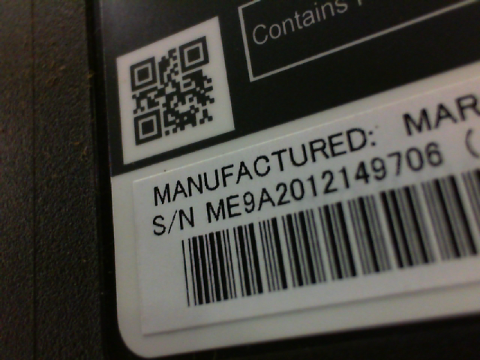 Contains
MANUFACTURED: MAR
S/N ME9A2012149706 (